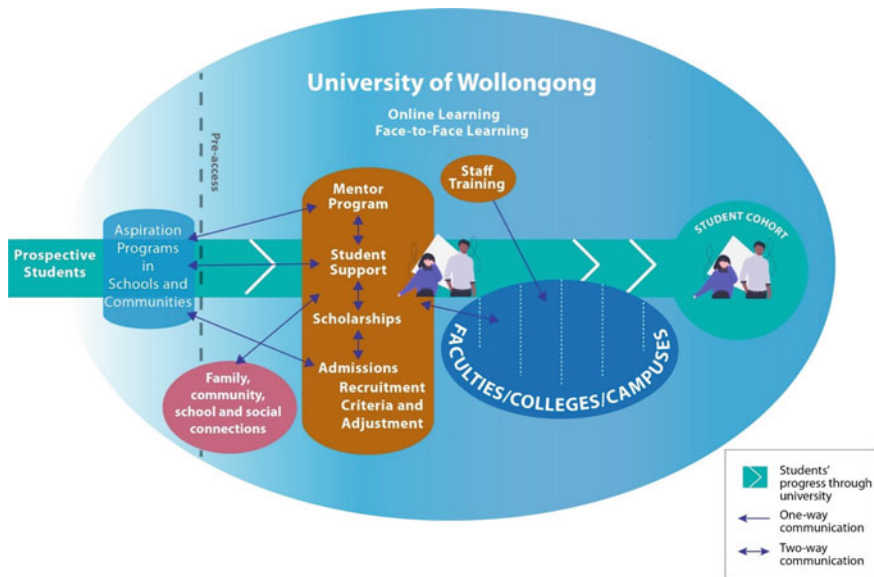 University of Wollongong
Online Learning
Face-to-Face Learning
Pre-access
Prospective
Students
Aspiration
Programs
in
Schools and
Communities
Family,
community,
school and social
connections
Mentor
Program
Student
Support
Scholarships
Admissions
Recruitment
Criteria and
Adjustment
Staff
Training
FACULTIES/COLLEGES/CAMPUSES
STUDENT COHORT
Students'
progress through
university
One-way
communication
Two-way
communication